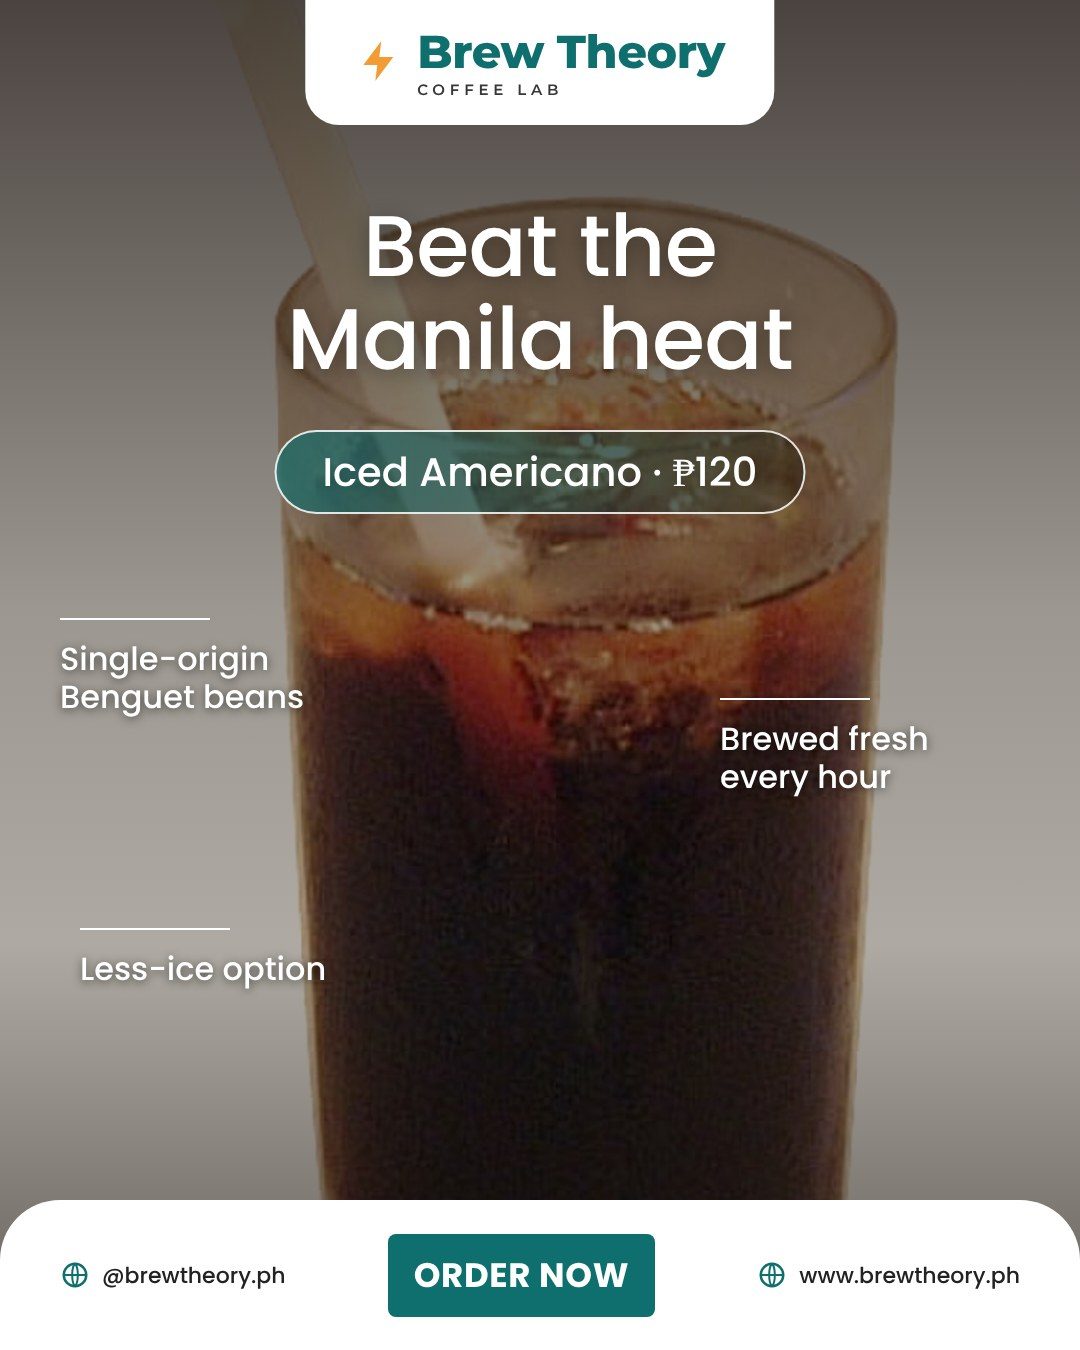 Brew Theory
COFFEE LAB
Beat the
Manila heat
Iced Americano · ₱120
Single-origin
Benguet beans
Brewed fresh
every hour
Less-ice option
@brewtheory.ph
ORDER NOW
www.brewtheory.ph